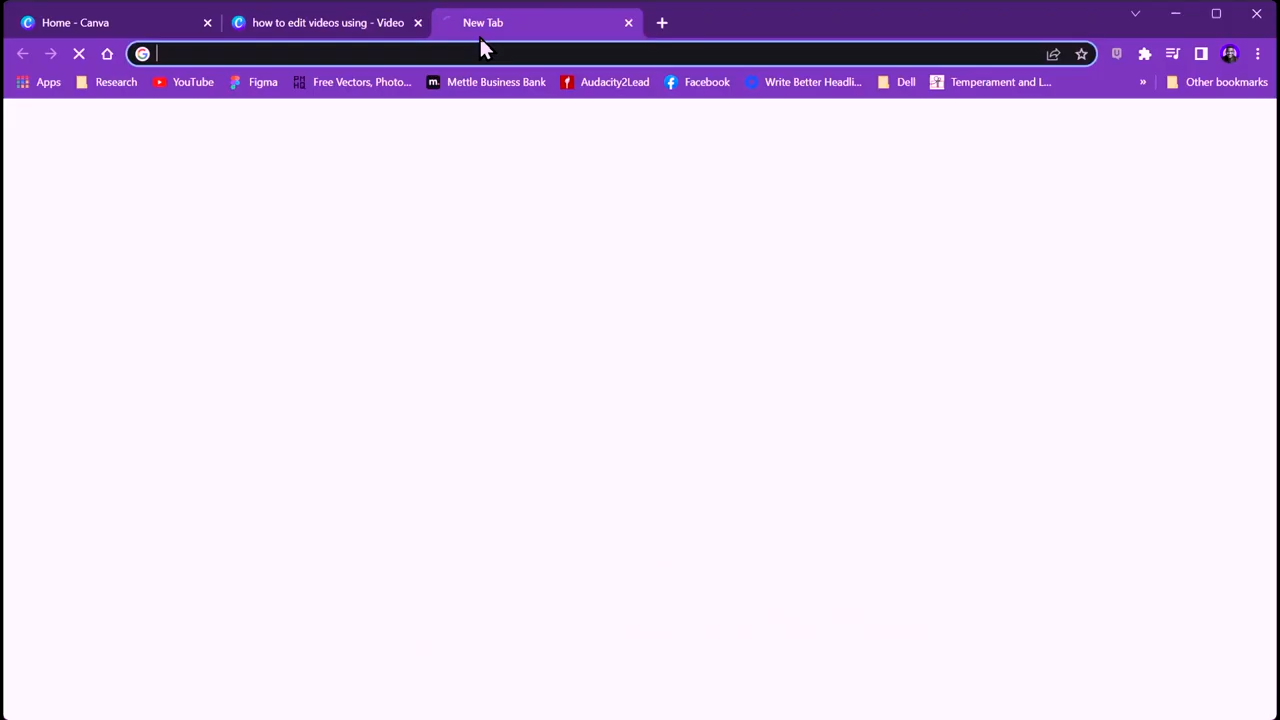 Home - Canva
how to edit videos using - Video
New Tab
Apps
Research
YouTube
Figma
Free Vectors, Photo...
m. Mettle Business Bank
Audacity2Lead
Facebook
Write Better Headli...
Dell
Temperament and L...
»
Other bookmarks